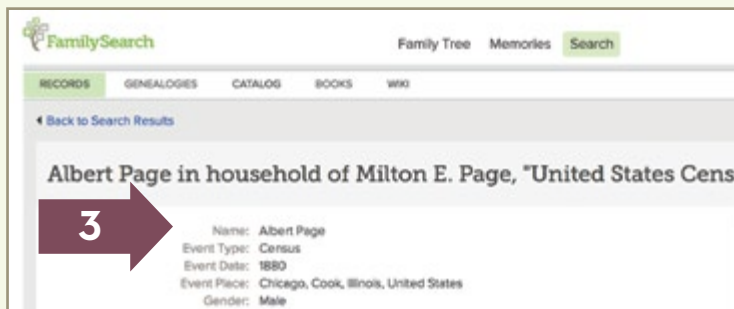 FamilySearch
Family Tree Memories Search
RECORDS GENEALOGIES CATALOG BOOKS WIKI
Back to Search Results
Albert Page in household of Milton E. Page, "United States Cens
3
Name: Albert Page
Event Type: Census
Event Date: 1880
Event Place: Chicago, Cook, Illinois, United States
Gender: Male